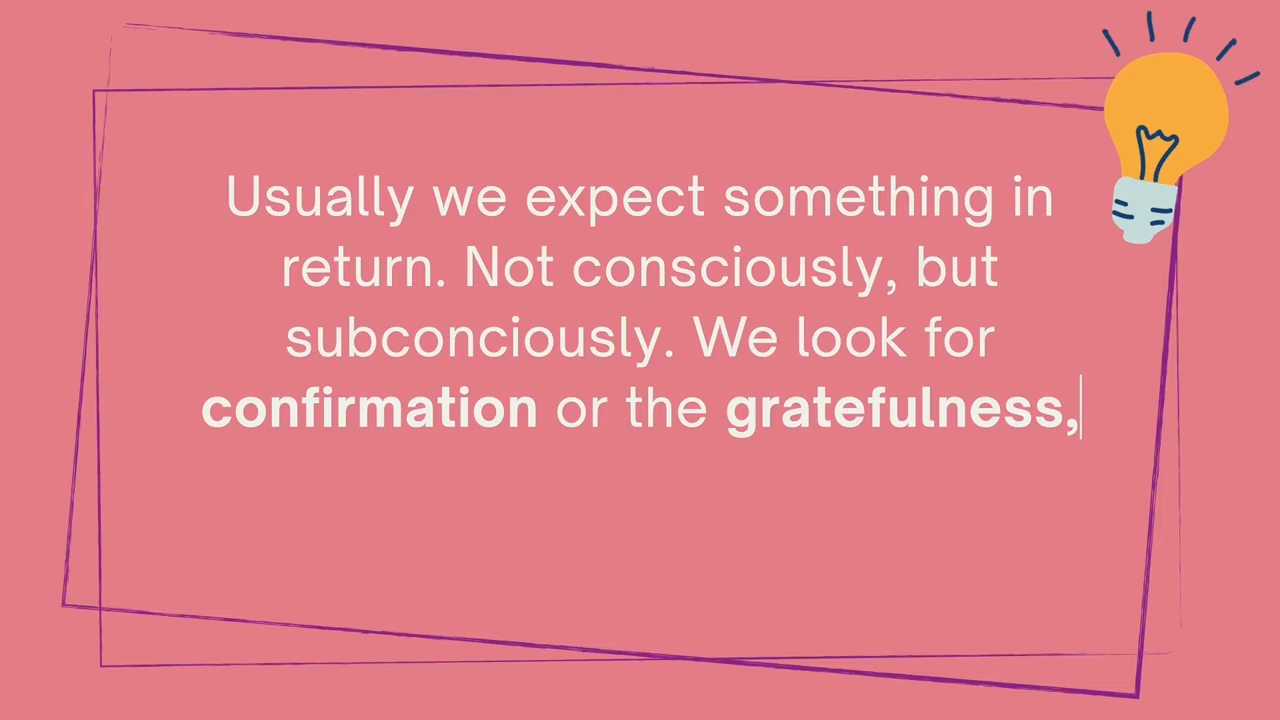 Usually we expect something in
return. Not consciously, but
subconciously. We look for
confirmation or the gratefulness,